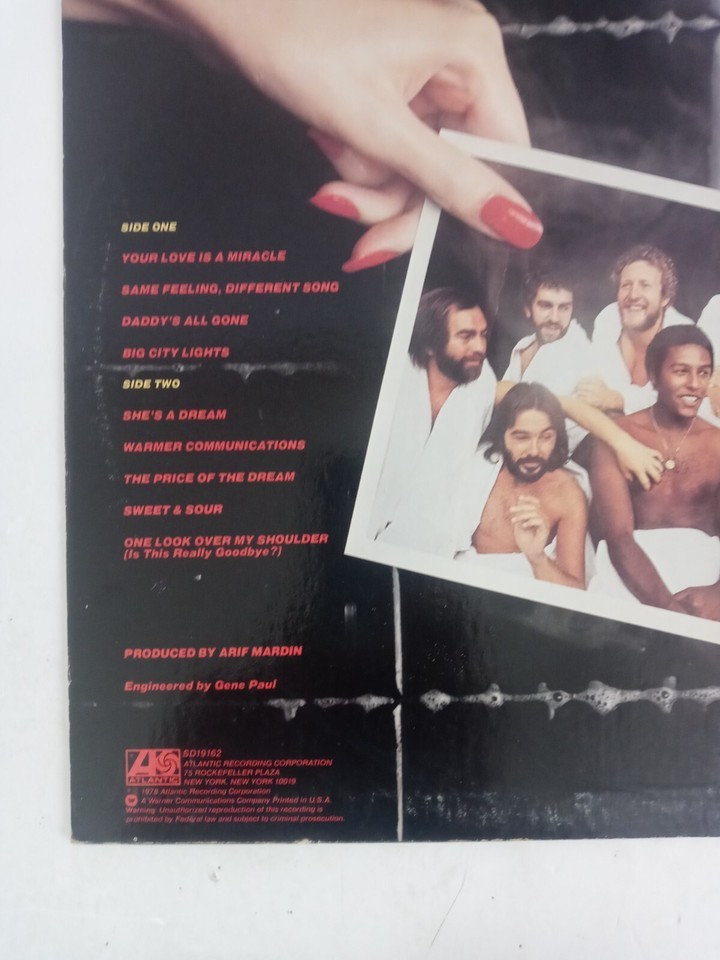 SIDE ONE
YOUR LOVE IS A MIRACLE
SAME FEELING, DIFFERENT SONG
DADDY'S ALL GONE
BIG CITY LIGHTS
SIDE TWO
SHE'S A DREAM
WARMER COMMUNICATIONS
THE PRICE OF THE DREAM
SWEET & SOUR
ONE LOOK OVER MY SHOULDER
(Is This Really Goodbye?)
PRODUCED BY ARIF MARDIN
Engineered by Gene Paul
ATLANTIC
SD19162
ATLANTIC RECORDING CORPORATION
75 ROCKEFELLER PLAZA
NEW YORK, NEW YORK 10019
1978 Atlantic Recording Corporation
A Warner Communications Company Printed in U.S.A.
Warning: Unauthorized reproduction of this recording is
prohibited by Federal law and subject to criminal prosecution.